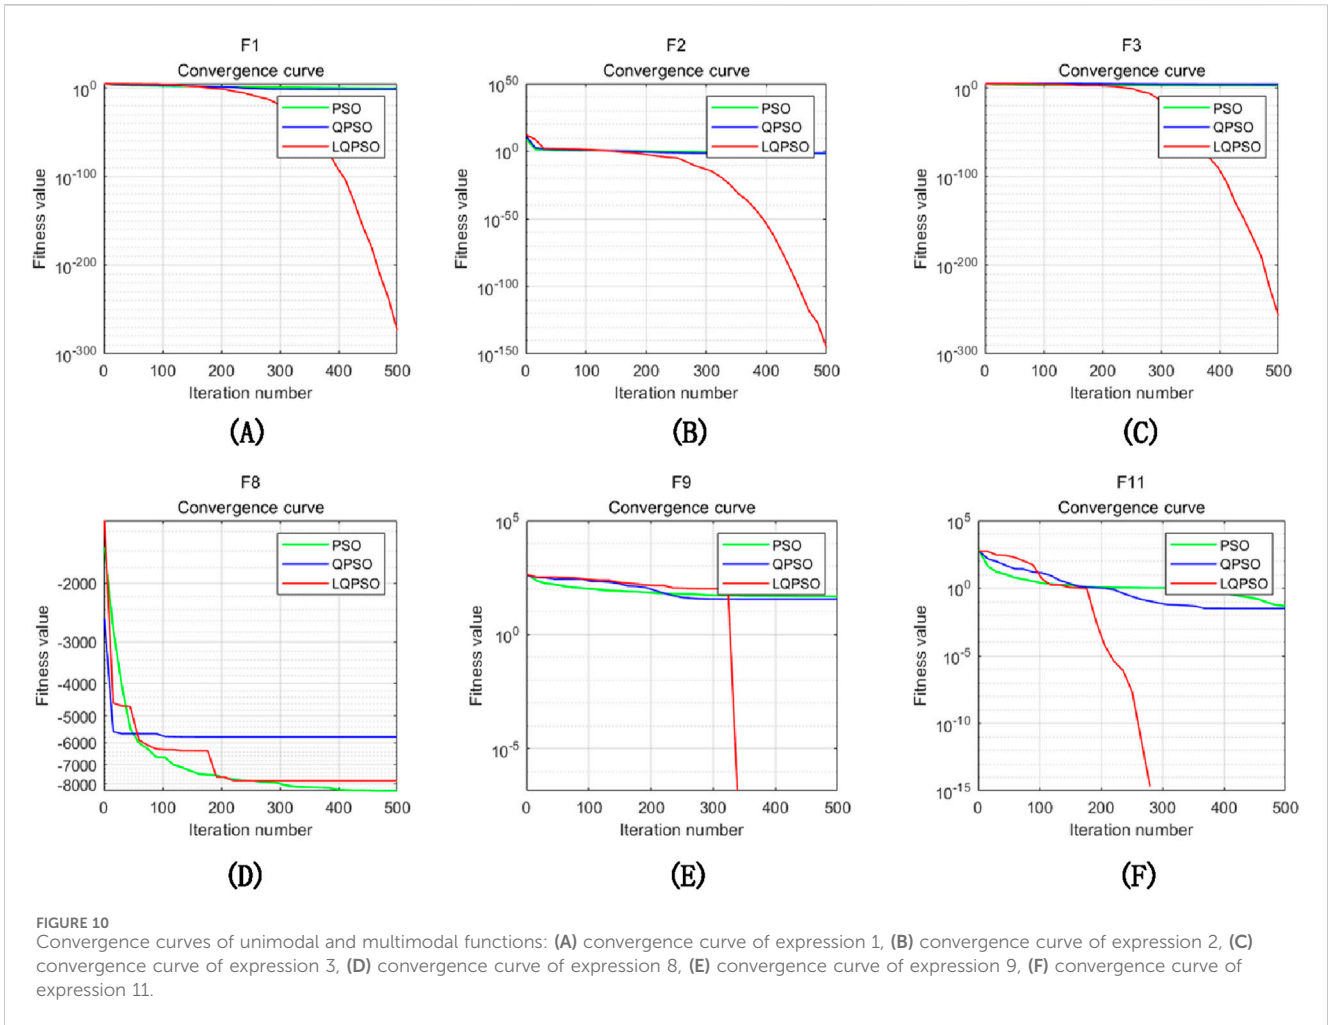 F1
Convergence curve
10^0
10^-100
10^-200
10^-300
Fitness value
0 100 200 300 400 500
Iteration number
PSO
QPSO
LQPSO
(A)
F2
Convergence curve
10^50
10^0
10^-50
10^-100
10^-150
Fitness value
0 100 200 300 400 500
Iteration number
PSO
QPSO
LQPSO
(B)
F3
Convergence curve
10^0
10^-100
10^-200
10^-300
Fitness value
0 100 200 300 400 500
Iteration number
PSO
QPSO
LQPSO
(C)
F8
Convergence curve
-2000
-3000
-4000
-5000
-6000
-7000
-8000
Fitness value
0 100 200 300 400 500
Iteration number
PSO
QPSO
LQPSO
(D)
F9
Convergence curve
10^5
10^0
10^-5
Fitness value
0 100 200 300 400 500
Iteration number
PSO
QPSO
LQPSO
(E)
F11
Convergence curve
10^5
10^0
10^-5
10^-10
10^-15
Fitness value
0 100 200 300 400 500
Iteration number
PSO
QPSO
LQPSO
(F)
FIGURE 10
Convergence curves of unimodal and multimodal functions: (A) convergence curve of expression 1, (B) convergence curve of expression 2, (C)
convergence curve of expression 3, (D) convergence curve of expression 8, (E) convergence curve of expression 9, (F) convergence curve of
expression 11.